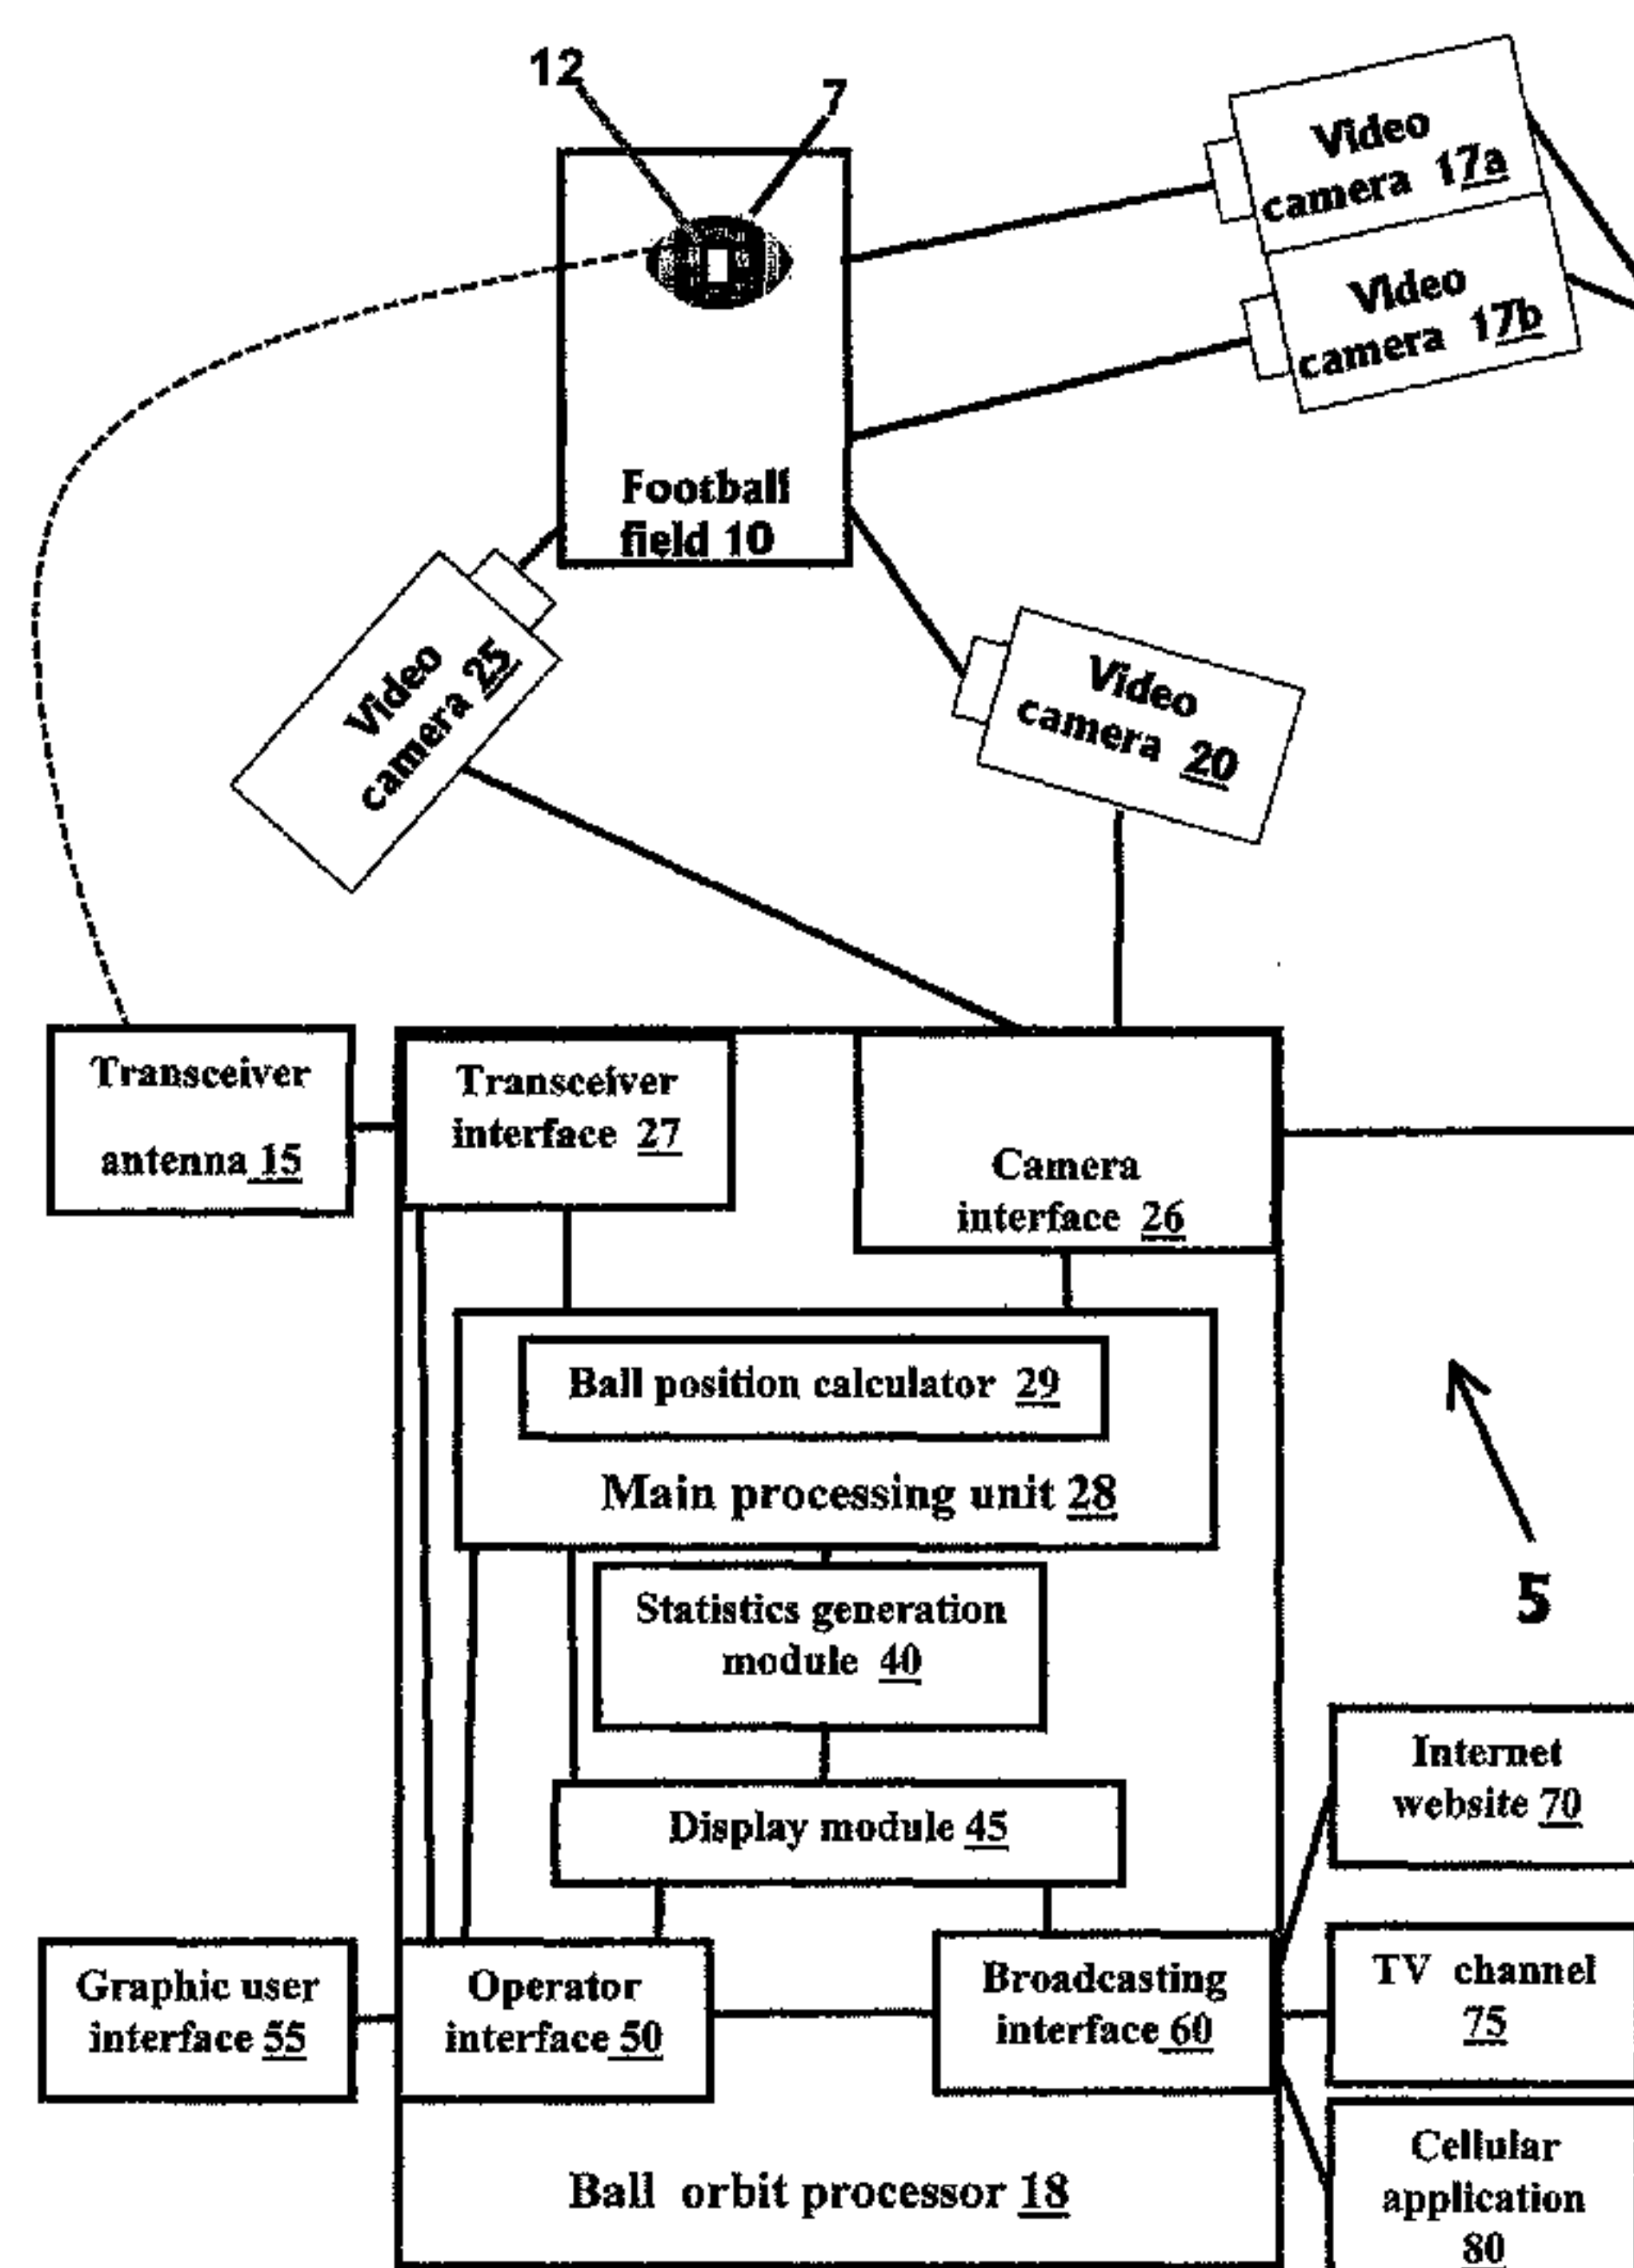 12
7
Video
camera 17a
Video
camera 17b
Football
field 10
Video
camera 25
Video
camera 20
Transceiver
antenna 15
Transceiver
interface 27
Camera
interface 26
Ball position calculator 29
Main processing unit 28
5
Statistics generation
module 40
Internet
website 70
Display module 45
Graphic user
interface 55
Operator
interface 50
Broadcasting
interface 60
TV channel
75
Cellular
application
80
Ball orbit processor 18